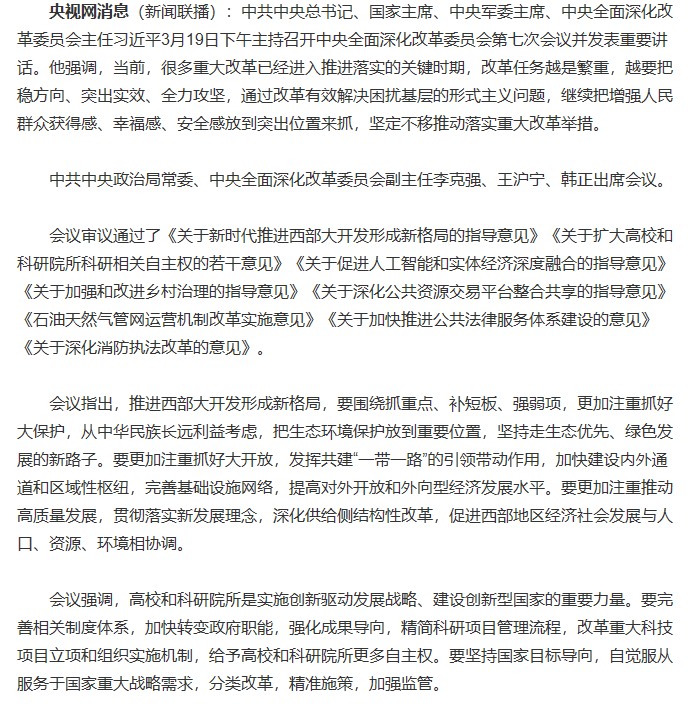 央视网消息（新闻联播）：中共中央总书记、国家主席、中央军委主席、中央全面深化改
革委员会主任习近平3月19日下午主持召开中央全面深化改革委员会第七次会议并发表重要讲
话。他强调，当前，很多重大改革已经进入推进落实的关键时期，改革任务越是繁重，越要把
稳方向、突出实效、全力攻坚，通过改革有效解决困扰基层的形式主义问题，继续把增强人民
群众获得感、幸福感、安全感放到突出位置来抓，坚定不移推动落实重大改革举措。
中共中央政治局常委、中央全面深化改革委员会副主任李克强、王沪宁、韩正出席会议。
会议审议通过了《关于新时代推进西部大开发形成新格局的指导意见》《关于扩大高校和
科研院所科研相关自主权的若干意见》《关于促进人工智能和实体经济深度融合的指导意见》
《关于加强和改进乡村治理的指导意见》《关于深化公共资源交易平台整合共享的指导意见》
《石油天然气管网运营机制改革实施意见》《关于加快推进公共法律服务体系建设的意见》
《关于深化消防执法改革的意见》。
会议指出，推进西部大开发形成新格局，要围绕抓重点、补短板、强弱项，更加注重抓好
大保护，从中华民族长远利益考虑，把生态环境保护放到重要位置，坚持走生态优先、绿色发
展的新路子。要更加注重抓好大开放，发挥共建“一带一路”的引领带动作用，加快建设内外通
道和区域性枢纽，完善基础设施网络，提高对外开放和外向型经济发展水平。要更加注重推动
高质量发展，贯彻落实新发展理念，深化供给侧结构性改革，促进西部地区经济社会发展与人
口、资源、环境相协调。
会议强调，高校和科研院所是实施创新驱动发展战略、建设创新型国家的重要力量。要完
善相关制度体系，加快转变政府职能，强化成果导向，精简科研项目管理流程，改革重大科技
项目立项和组织实施机制，给予高校和科研院所更多自主权。要坚持国家目标导向，自觉服从
服务于国家重大战略需求，分类改革，精准施策，加强监管。